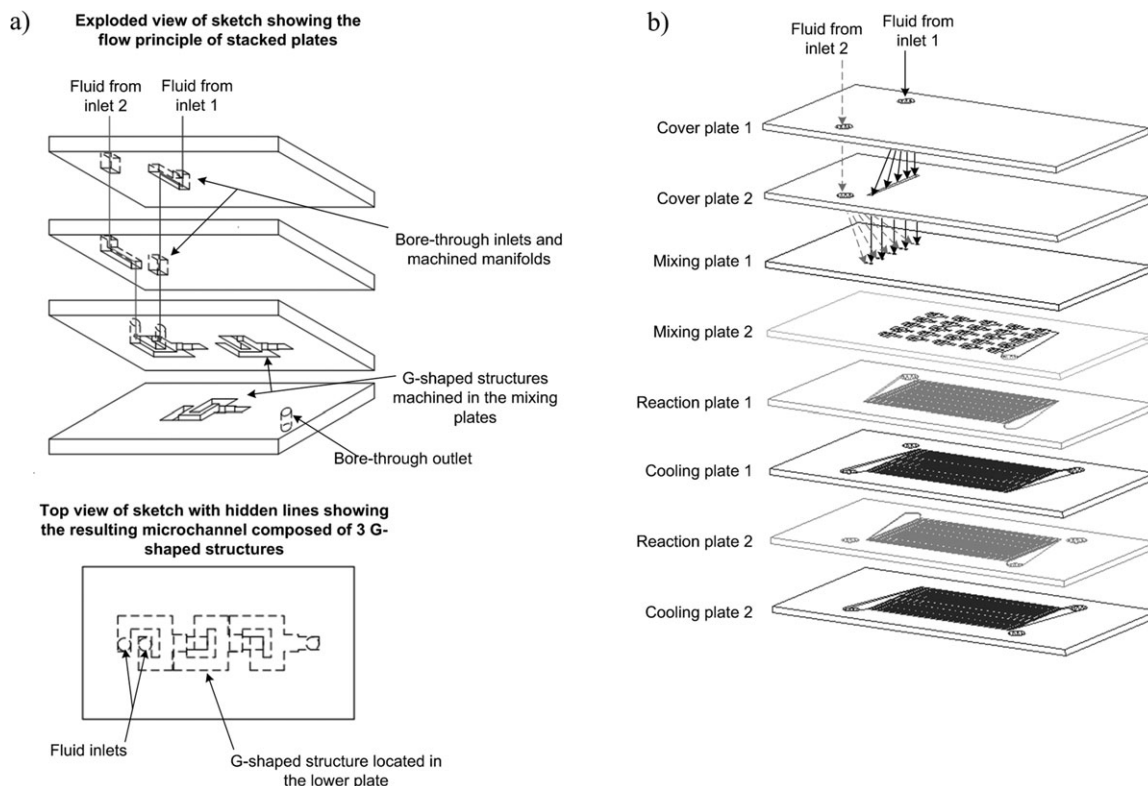 a)
Exploded view of sketch showing the
flow principle of stacked plates
Fluid from
inlet 2
Fluid from
inlet 1
Bore-through inlets and
machined manifolds
G-shaped structures
machined in the mixing
plates
Bore-through outlet
Top view of sketch with hidden lines showing
the resulting microchannel composed of 3 G-
shaped structures
Fluid inlets
G-shaped structure located in
the lower plate
b)
Fluid from
inlet 2
Fluid from
inlet 1
Cover plate 1
Cover plate 2
Mixing plate 1
Mixing plate 2
Reaction plate 1
Cooling plate 1
Reaction plate 2
Cooling plate 2